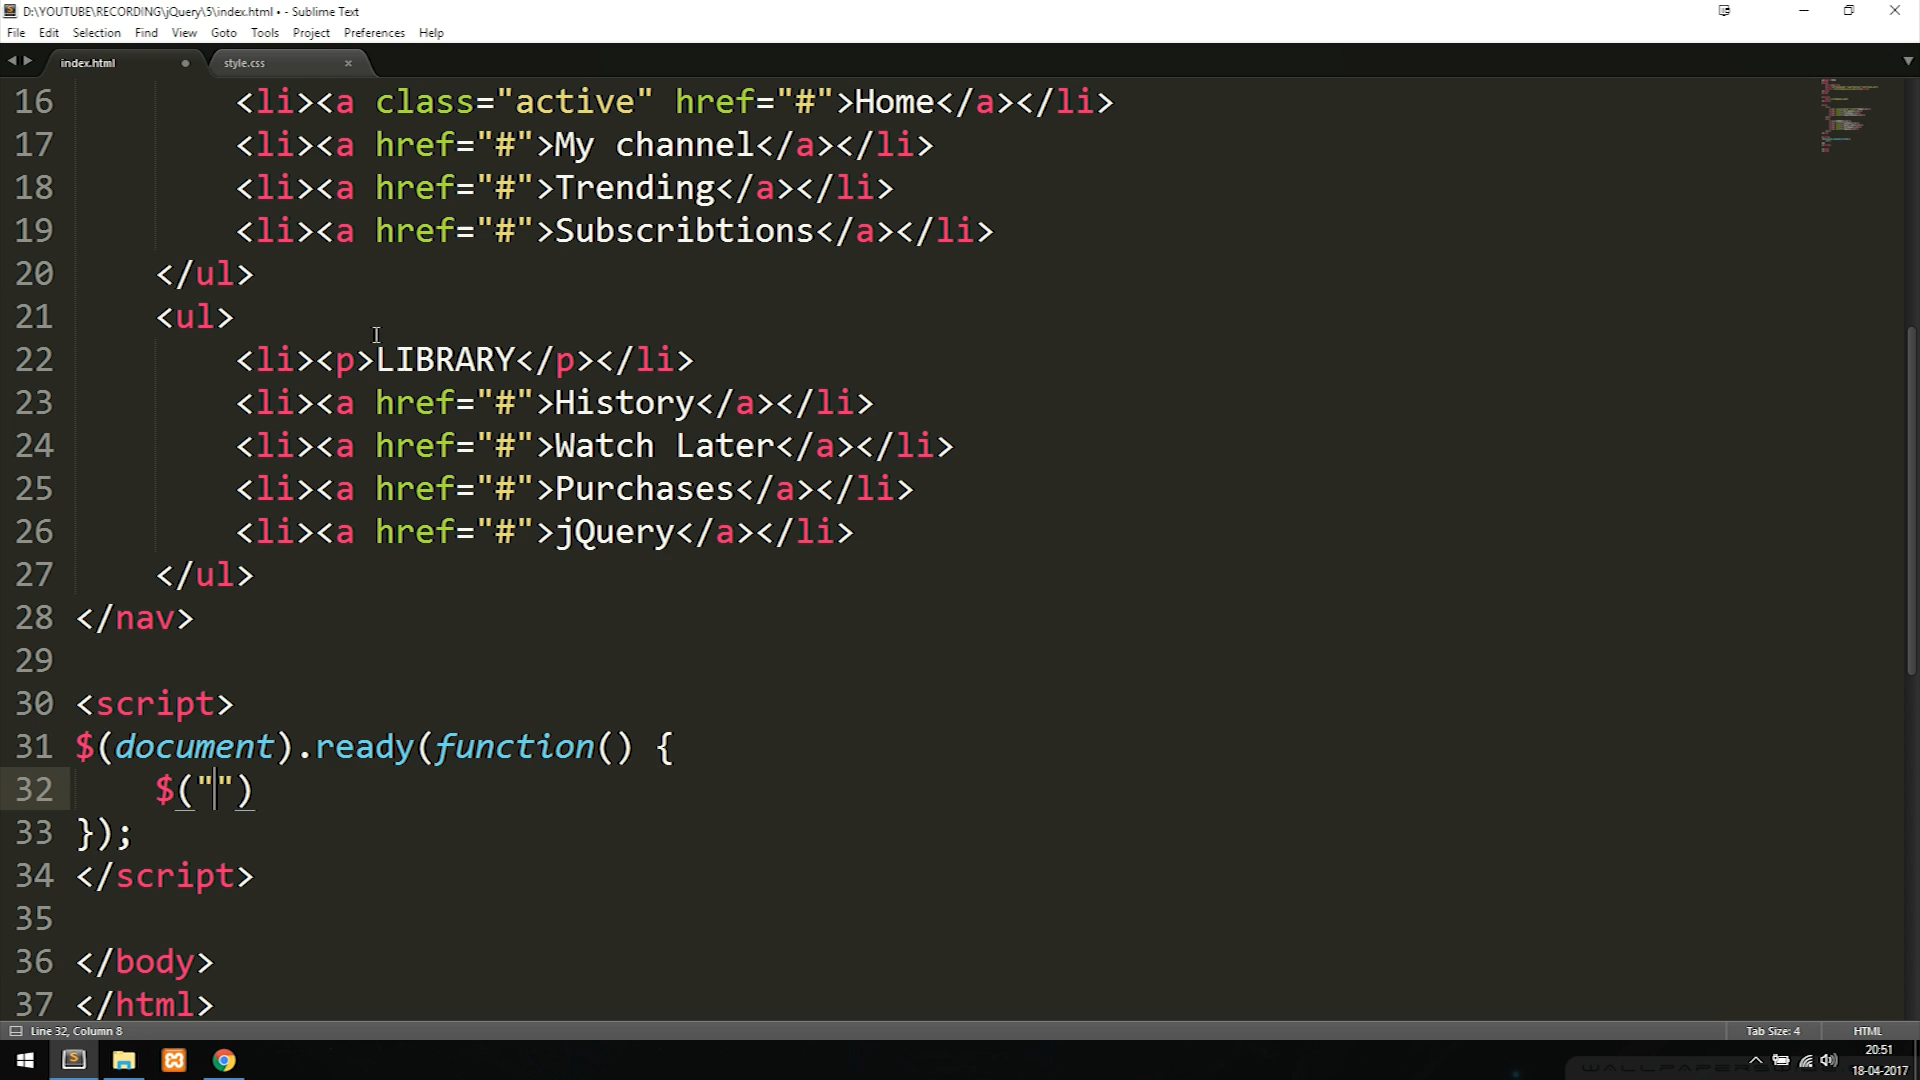 D:\YOUTUBE\RECORDING\jQuery\5\index.html • - Sublime Text
File Edit Selection Find View Goto Tools Project Preferences Help
index.html style.css
16 <li><a class="active" href="#">Home</a></li>
17 <li><a href="#">My channel</a></li>
18 <li><a href="#">Trending</a></li>
19 <li><a href="#">Subscribtions</a></li>
20 </ul>
21 <ul>
22 <li><p>LIBRARY</p></li>
23 <li><a href="#">History</a></li>
24 <li><a href="#">Watch Later</a></li>
25 <li><a href="#">Purchases</a></li>
26 <li><a href="#">jQuery</a></li>
27 </ul>
28 </nav>
29
30 <script>
31 $(document).ready(function() {
32 $("")
33 });
34 </script>
35
36 </body>
37 </html>
Line 32, Column 8 Tab Size: 4 HTML
20:51
18-04-2017